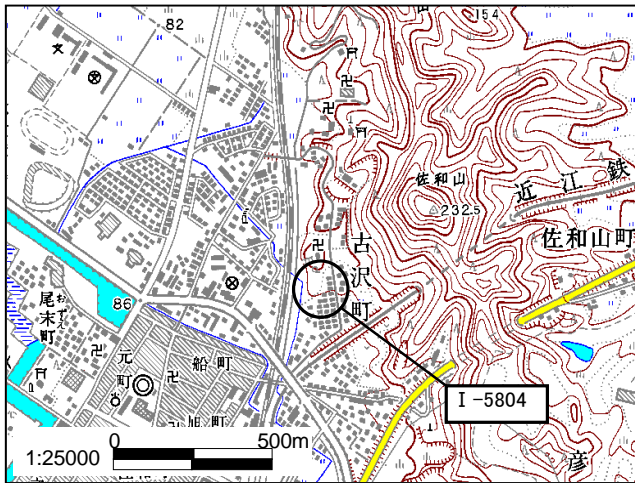 82
154
佐和山
232.5
近江鉄
佐和山町
古沢町
86
尾末町
おずえ
元町
船町
旭町
I-5804
彦
0 500m
1:25000